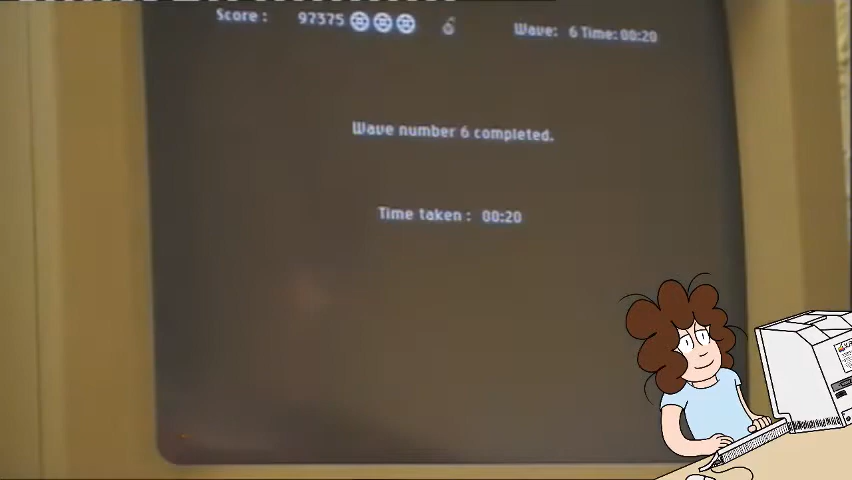 Score : 97375 Wave: 6 Time: 00:20
Wave number 6 completed.
Time taken : 00:20